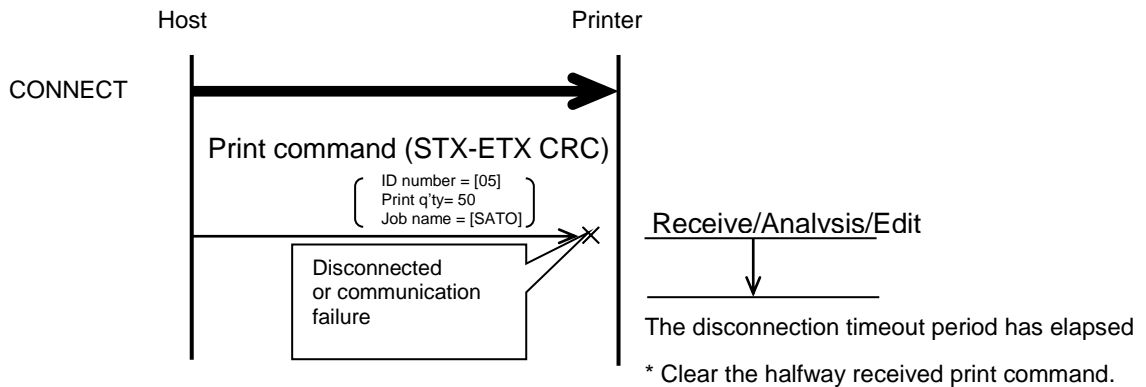 Host
Printer
CONNECT
Print command (STX-ETX CRC)
ID number = [05]
Print q'ty= 50
Job name = [SATO]
Receive/Analysis/Edit
Disconnected
or communication
failure
The disconnection timeout period has elapsed
* Clear the halfway received print command.